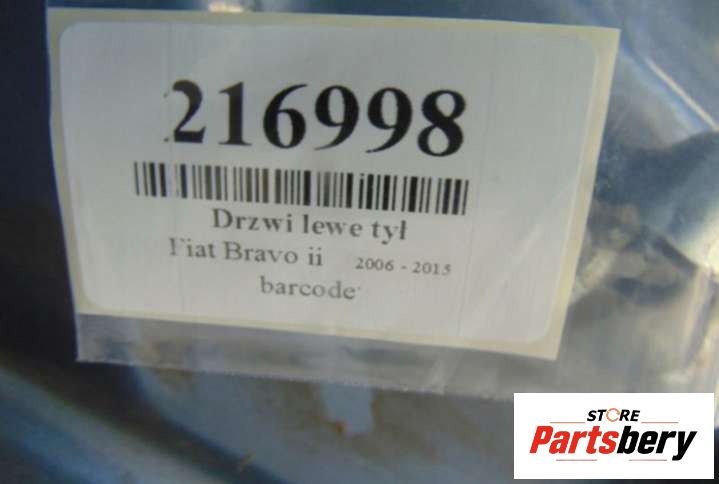 216998
Drzwi lewe tył
Fiat Bravo ii 2006 - 2015
barcode
STORE
Partsbery